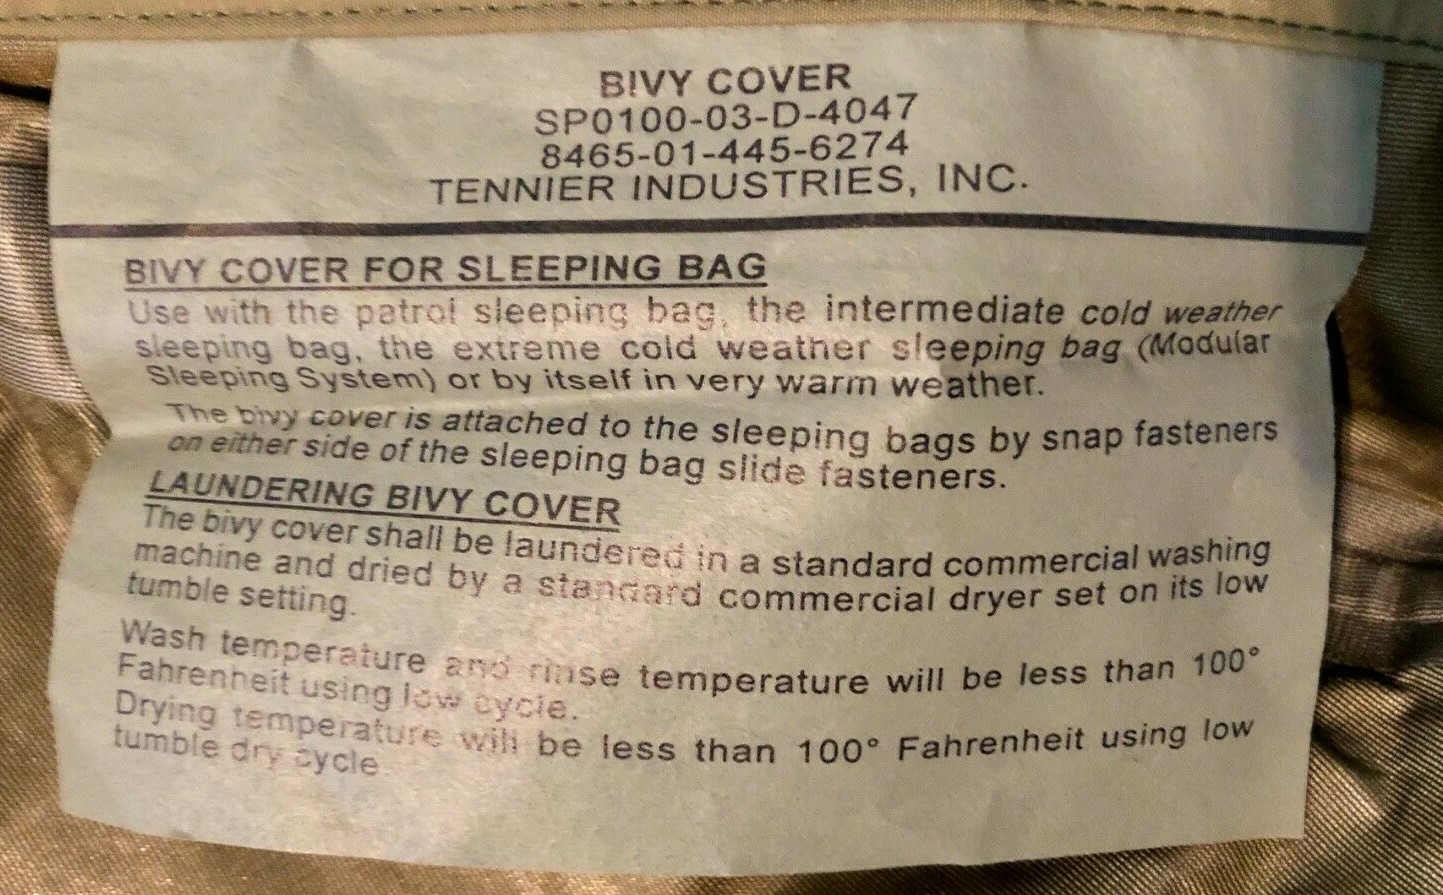 BIVY COVER
SP0100-03-D-4047
8465-01-445-6274
TENNIER INDUSTRIES, INC.
BIVY COVER FOR SLEEPING BAG
Use with the patrol sleeping bag, the intermediate cold weather
sleeping bag, the extreme cold weather sleeping bag (Modular
Sleeping System) or by itself in very warm weather.
The bivy cover is attached to the sleeping bags by snap fasteners
on either side of the sleeping bag slide fasteners.
LAUNDERING BIVY COVER
The bivy cover shall be laundered in a standard commercial washing
machine and dried by a standard commercial dryer set on its low
tumble setting.
Wash temperature and rinse temperature will be less than 100°
Fahrenheit using low cycle.
Drying temperature will be less than 100° Fahrenheit using low
tumble dry cycle